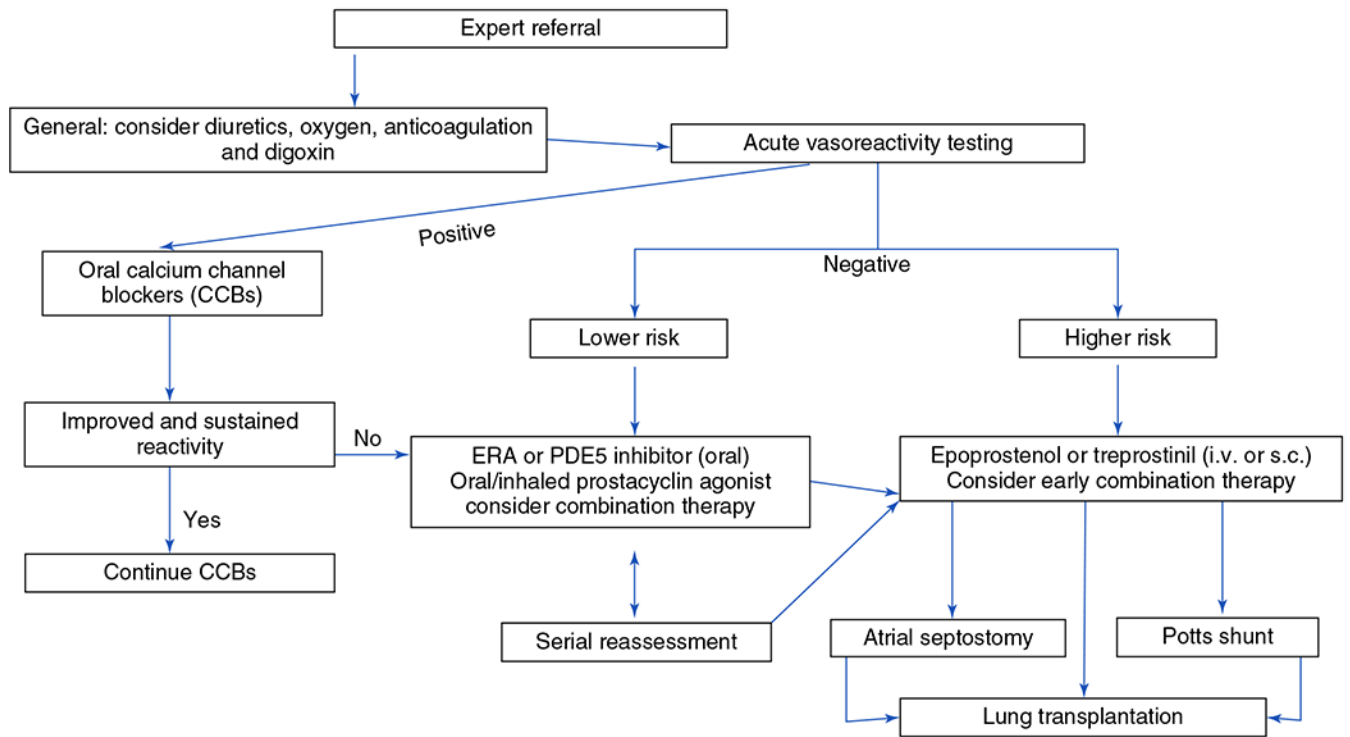 Expert referral
General: consider diuretics, oxygen, anticoagulation
and digoxin
Acute vasoreactivity testing
Positive
Negative
Oral calcium channel
blockers (CCBs)
Lower risk
Higher risk
Improved and sustained
reactivity
No
ERA or PDE5 inhibitor (oral)
Oral/inhaled prostacyclin agonist
consider combination therapy
Epoprostenol or treprostinil (i.v. or s.c.)
Consider early combination therapy
Yes
Continue CCBs
Serial reassessment
Atrial septostomy
Potts shunt
Lung transplantation